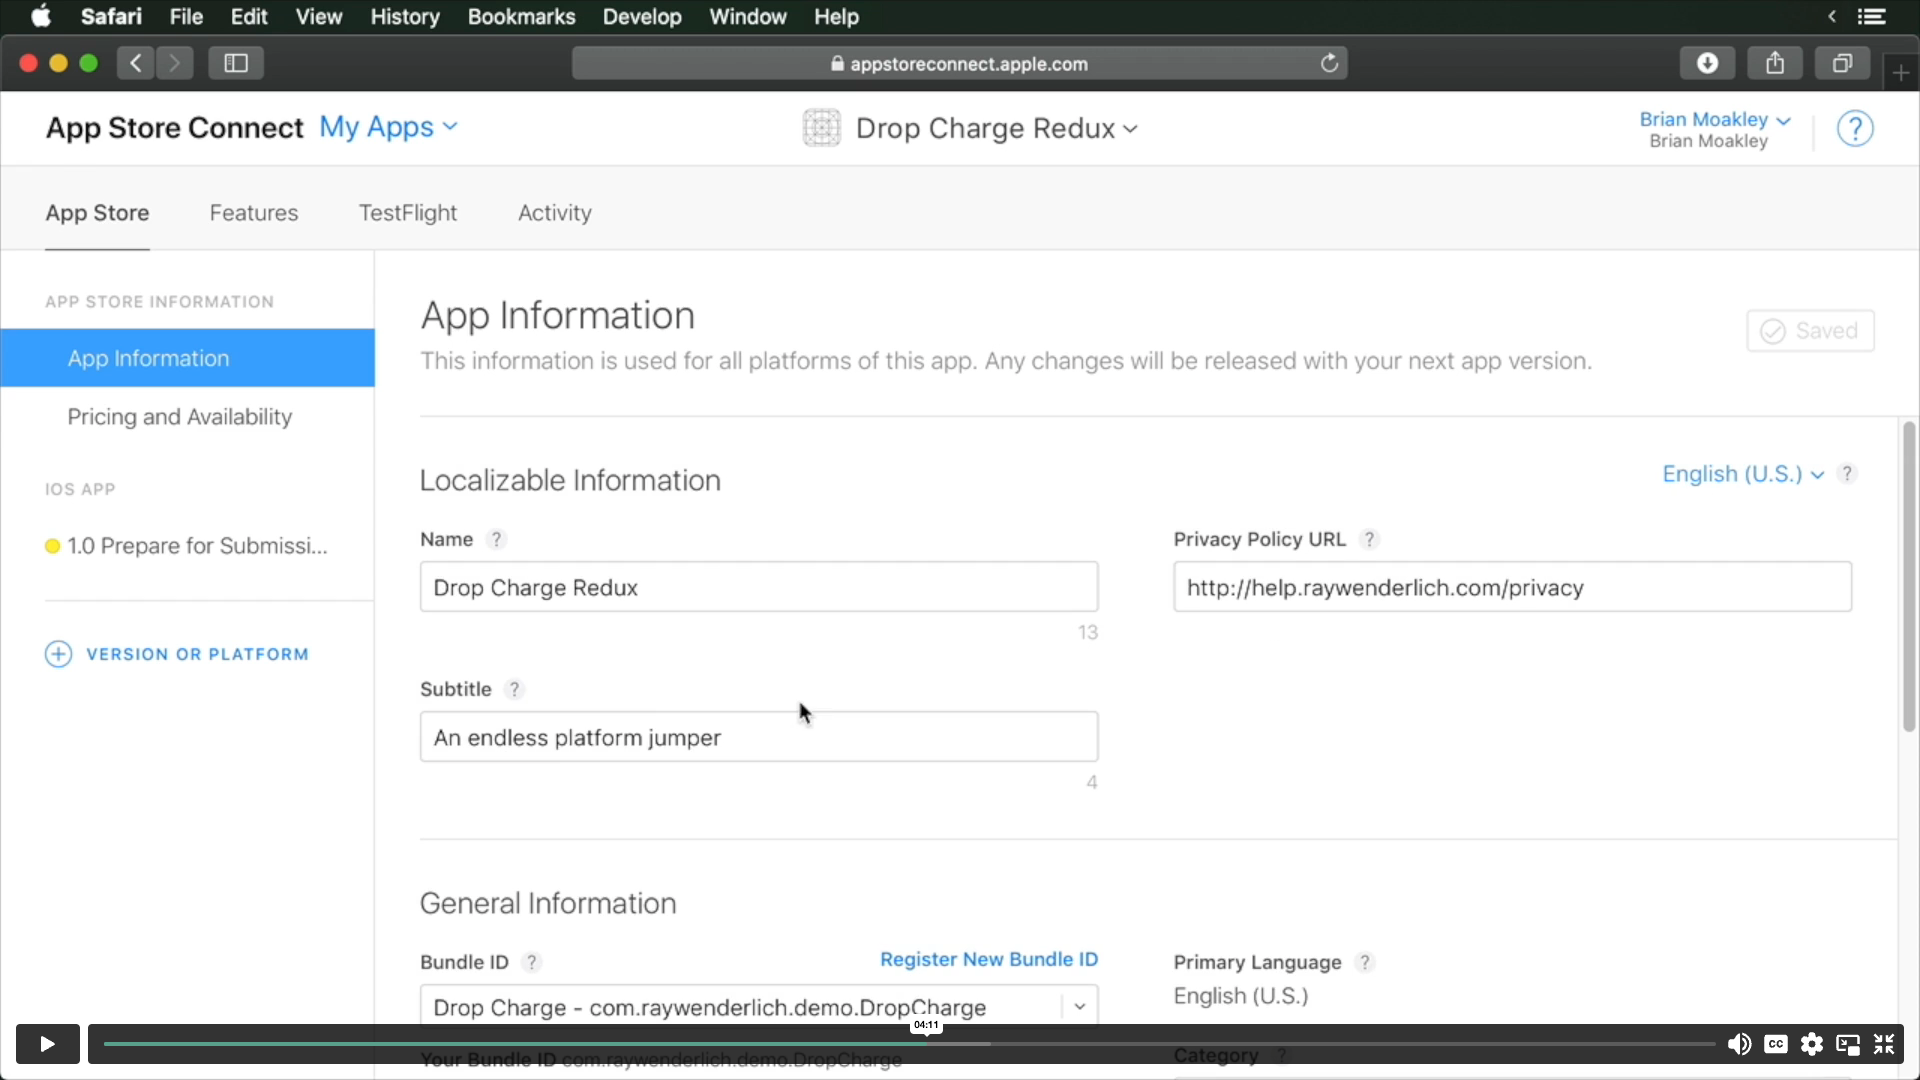 Safari File Edit View History Bookmarks Develop Window Help
appstoreconnect.apple.com
App Store Connect My Apps
Drop Charge Redux
Brian Moakley
Brian Moakley
?
App Store Features TestFlight Activity
APP STORE INFORMATION
App Information
Pricing and Availability
IOS APP
1.0 Prepare for Submissi...
VERSION OR PLATFORM
App Information
Saved
This information is used for all platforms of this app. Any changes will be released with your next app version.
Localizable Information
English (U.S.) ?
Name ?
Privacy Policy URL ?
Drop Charge Redux
http://help.raywenderlich.com/privacy
13
Subtitle ?
An endless platform jumper
4
General Information
Bundle ID ?
Register New Bundle ID
Primary Language ?
Drop Charge - com.raywenderlich.demo.DropCharge
English (U.S.)
04:11
CC
Your Bundle ID com.raywenderlich.demo.DropCharge
Category ?